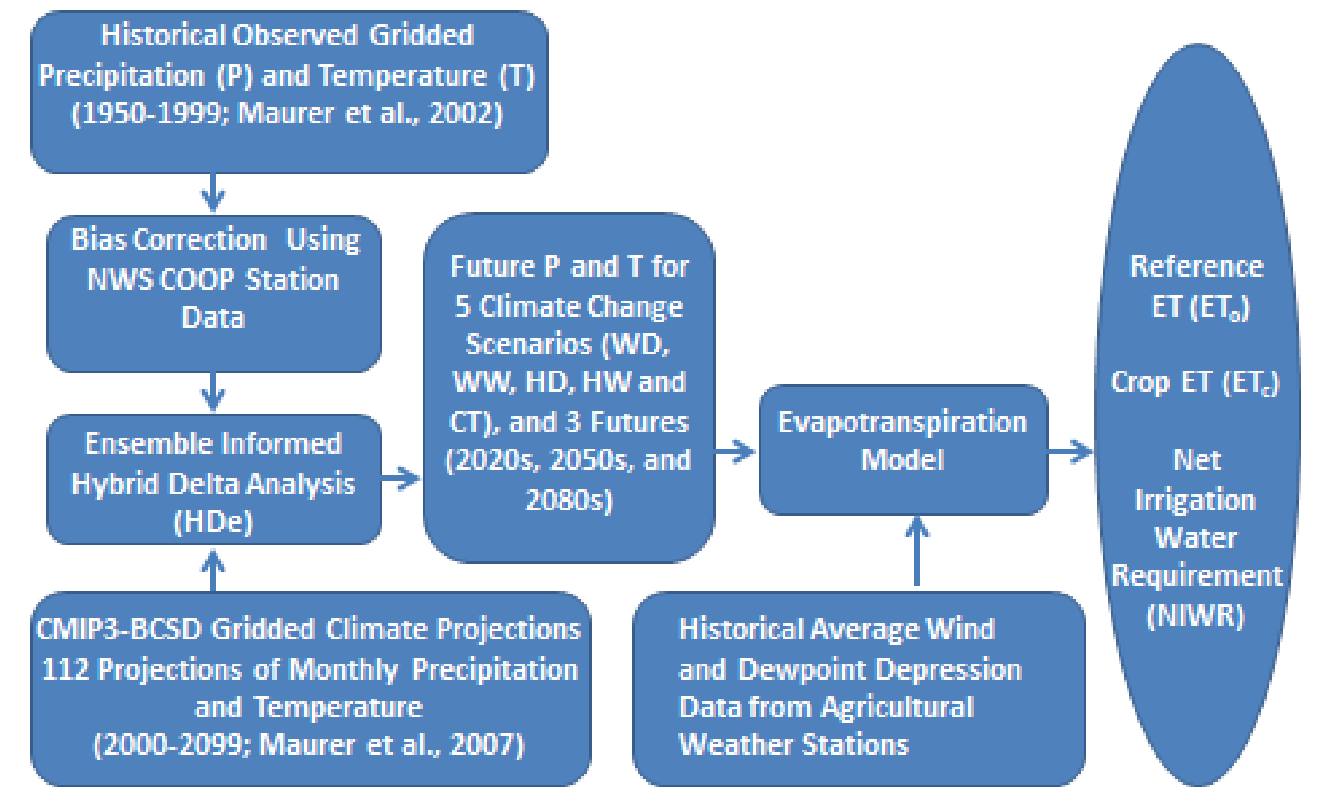 Historical Observed Gridded
Precipitation (P) and Temperature (T)
(1950-1999; Maurer et al., 2002)
Bias Correction Using
NWS COOP Station
Data
Ensemble Informed
Hybrid Delta Analysis
(HDe)
CMIP3-BCSD Gridded Climate Projections
112 Projections of Monthly Precipitation
and Temperature
(2000-2099; Maurer et al., 2007)
Future P and T for
5 Climate Change
Scenarios (WD,
WW, HD, HW and
CT), and 3 Futures
(2020s, 2050s, and
2080s)
Evapotranspiration
Model
Historical Average Wind
and Dewpoint Depression
Data from Agricultural
Weather Stations
Reference
ET (ETo)
Crop ET (ETc)
Net
Irrigation
Water
Requirement
(NIWR)